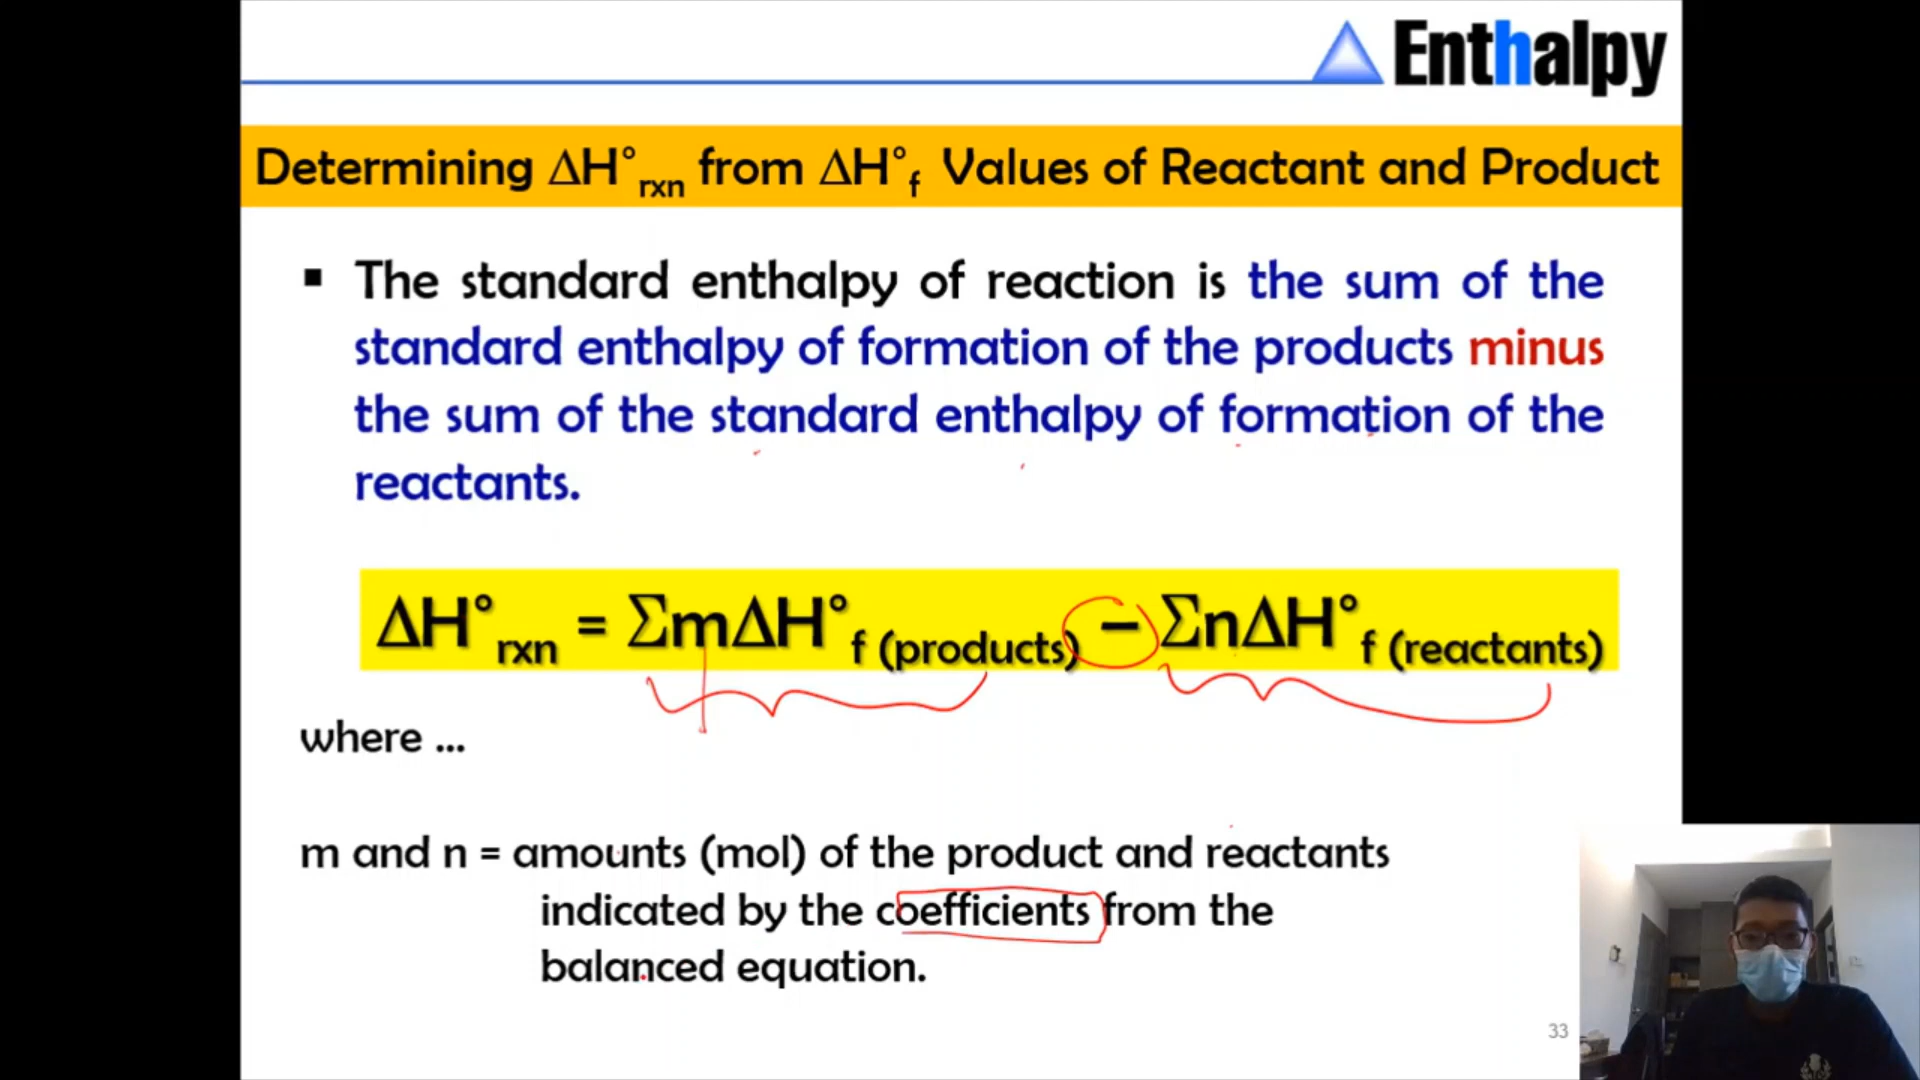 Enthalpy
Determining ΔH°rxn from ΔH°f Values of Reactant and Product
▪ The standard enthalpy of reaction is the sum of the
standard enthalpy of formation of the products minus
the sum of the standard enthalpy of formation of the
reactants.
ΔH°rxn = ΣmΔH°f (products) – ΣnΔH°f (reactants)
where ...
m and n = amounts (mol) of the product and reactants
indicated by the coefficients from the
balanced equation.
33